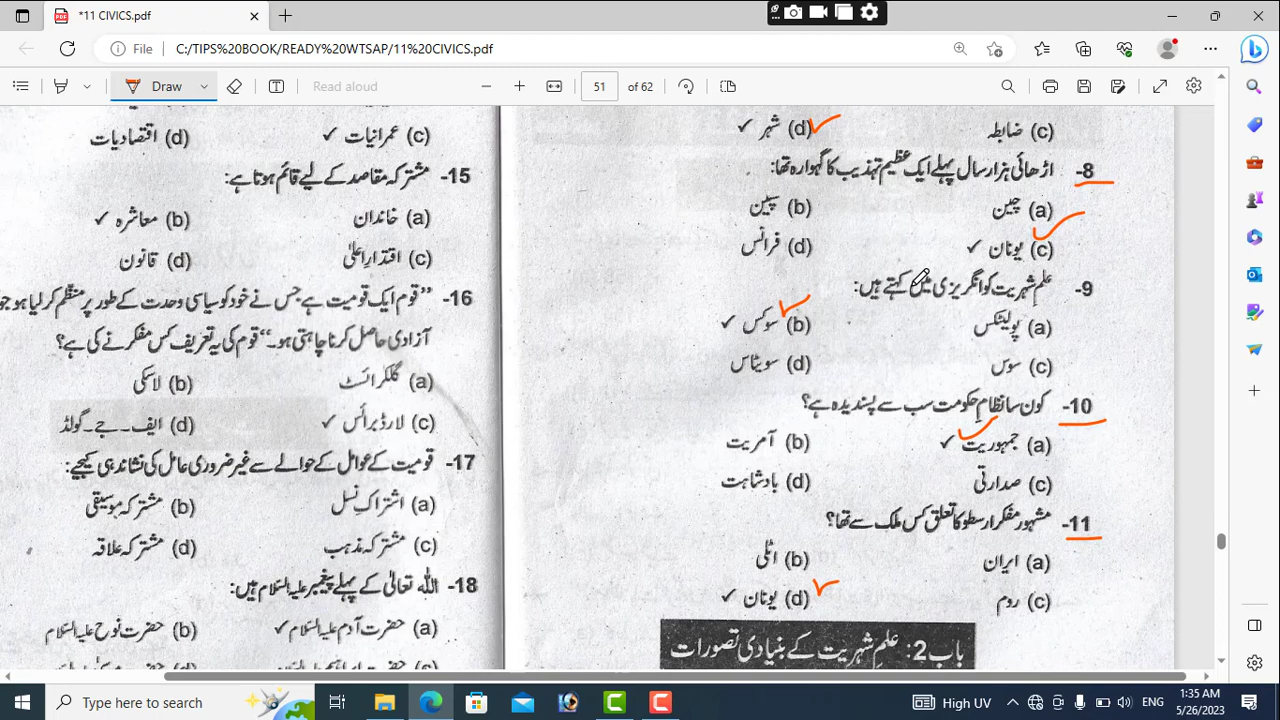 *11 CIVICS.pdf
File C:/TIPS%20BOOK/READY%20WTSAP/11%20CIVICS.pdf
Draw Read aloud 51 of 62
(c) ضابطہ (d) شہر ✓
8- اڑھائی ہزار سال پہلے ایک عظیم تہذیب کا گہوارہ تھا:
(a) چین (b) سپین
(c) یونان ✓ (d) فرانس
9- علمِ شہریت کو انگریزی میں کہتے ہیں:
(a) پولیٹکس (b) سوکس ✓
(c) سوس (d) سویٹاس
10- کون سا نظامِ حکومت سب سے پسندیدہ ہے؟
(a) جمہوریت ✓ (b) آمریت
(c) صدارتی (d) بادشاہت
11- مشہور مفکر ارسطو کا تعلق کس ملک سے تھا؟
(a) ایران (b) اٹلی
(c) روم (d) یونان ✓
باب 2: علمِ شہریت کے بنیادی تصورات
(c) عمرانیات ✓ (d) اقتصادیات
15- مشترکہ مقاصد کے لیے قائم ہوتا ہے:
(a) خاندان (b) معاشرہ ✓
(c) اقتدارِ اعلیٰ (d) قانون
16- ”قوم ایک قومیت ہے جس نے خود کو سیاسی وحدت کے طور پر منظم کر لیا ہو جو
آزادی حاصل کرنا چاہتی ہو۔“ قوم کی یہ تعریف کس مفکر نے کی ہے؟
(a) گلکرائسٹ (b) لاسکی
(c) لارڈ برائس ✓ (d) ایف۔ جے۔ گولڈ
17- قومیت کے عوامل کے حوالے سے غیر ضروری عامل کی نشاندہی کیجیے:
(a) اشتراکِ نسل (b) مشترکہ موسیقی
(c) مشترکہ مذہب (d) مشترکہ علاقہ
18- اللہ تعالیٰ کے پہلے پیغمبر علیہ السلام ہیں:
(a) حضرت آدم علیہ السلام ✓ (b) حضرت نوح علیہ السلام
Type here to search High UV ENG 1:35 AM
5/26/2023